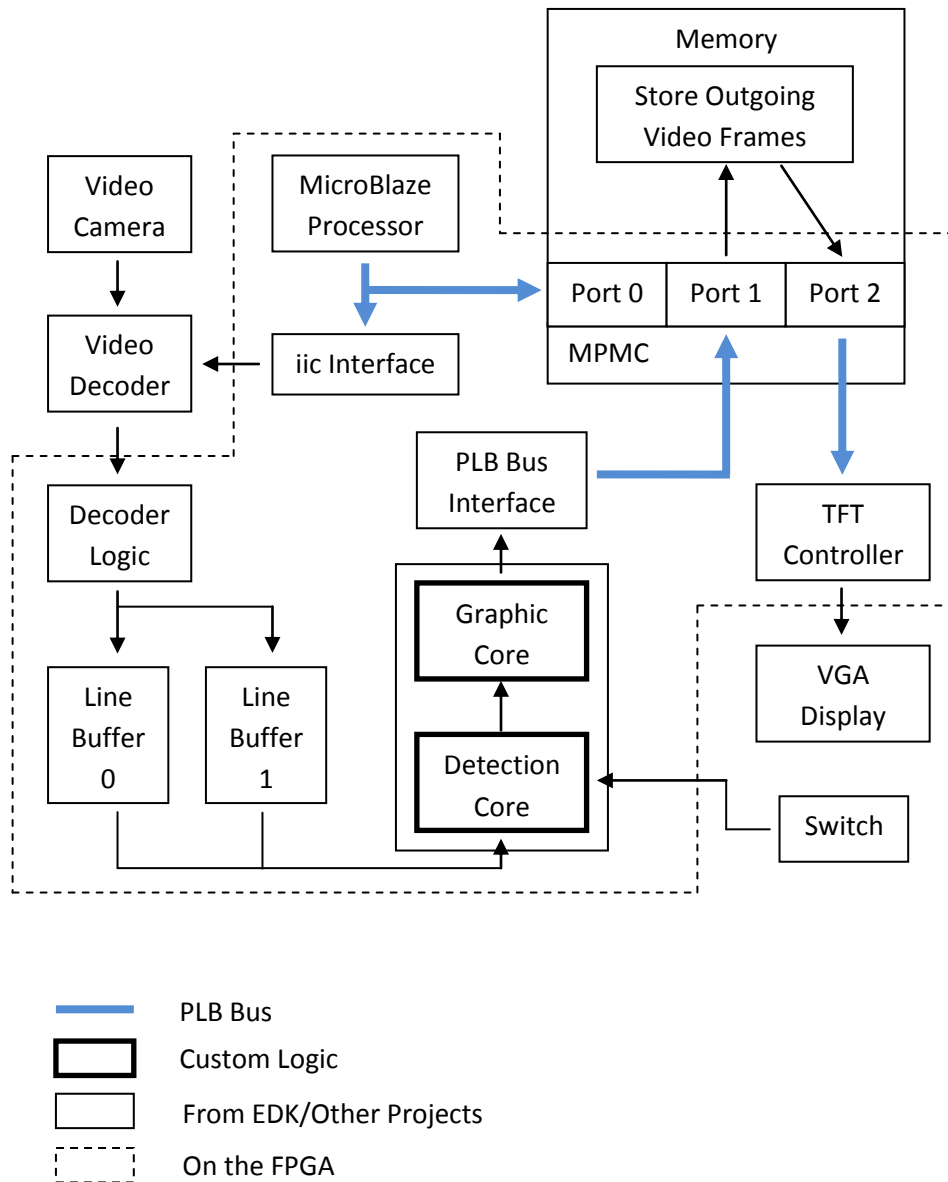 Memory
Store Outgoing
Video Frames
Video
Camera
MicroBlaze
Processor
Port 0
Port 1
Port 2
MPMC
Video
Decoder
iic Interface
PLB Bus
Interface
Decoder
Logic
TFT
Controller
Graphic
Core
Line
Buffer
0
Line
Buffer
1
VGA
Display
Detection
Core
Switch
PLB Bus
Custom Logic
From EDK/Other Projects
On the FPGA